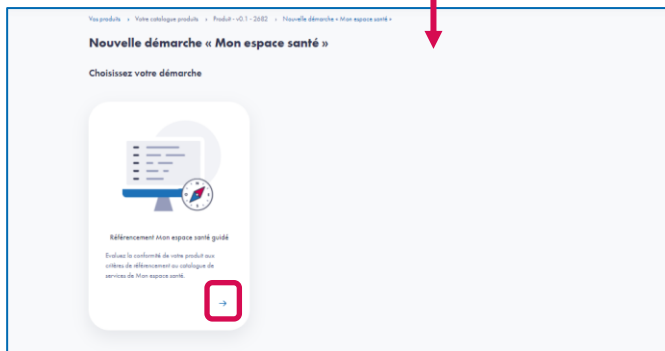 Vos produits > Votre catalogue produits > Produit - v0.1 - 2682 > Nouvelle démarche « Mon espace santé »
Nouvelle démarche « Mon espace santé »
Choisissez votre démarche
Référencement Mon espace santé guidé
Evaluez la conformité de votre produit aux
critères de référencement au catalogue de
services de Mon espace santé.